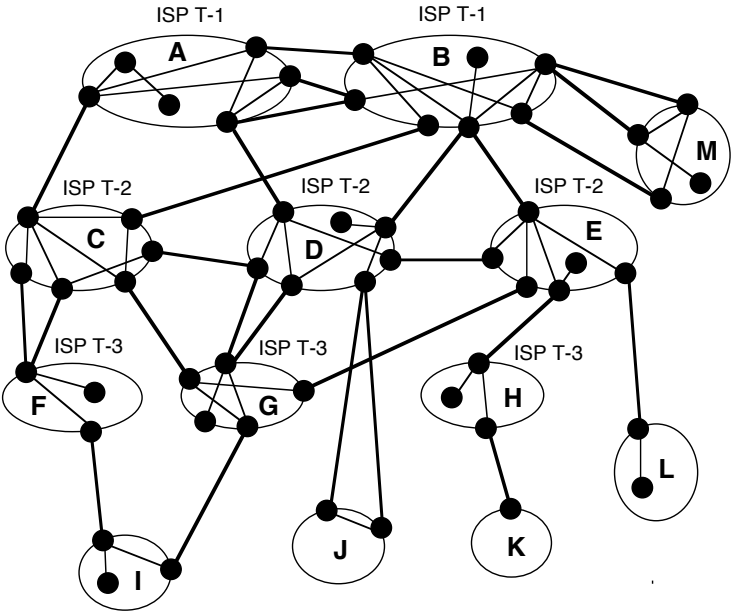 ISP T-1
ISP T-1
A
B
M
ISP T-2
ISP T-2
ISP T-2
C
D
E
ISP T-3
ISP T-3
ISP T-3
F
G
H
L
J
K
I